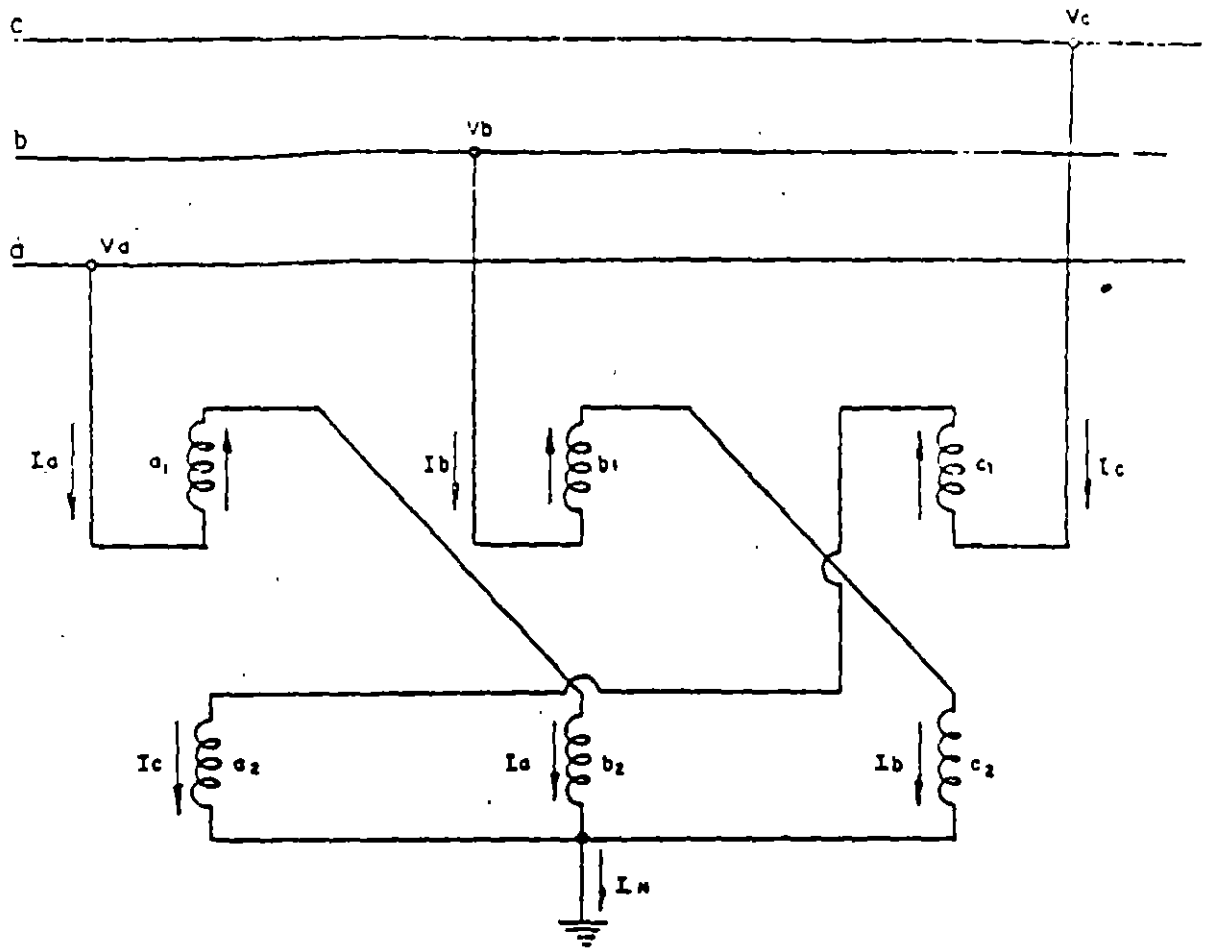 c
Vc
b
Vb
a
Va
Ia a₁ Ib b₁ c₁ Ic
Ic a₂ Ia b₂ Ib c₂
IN